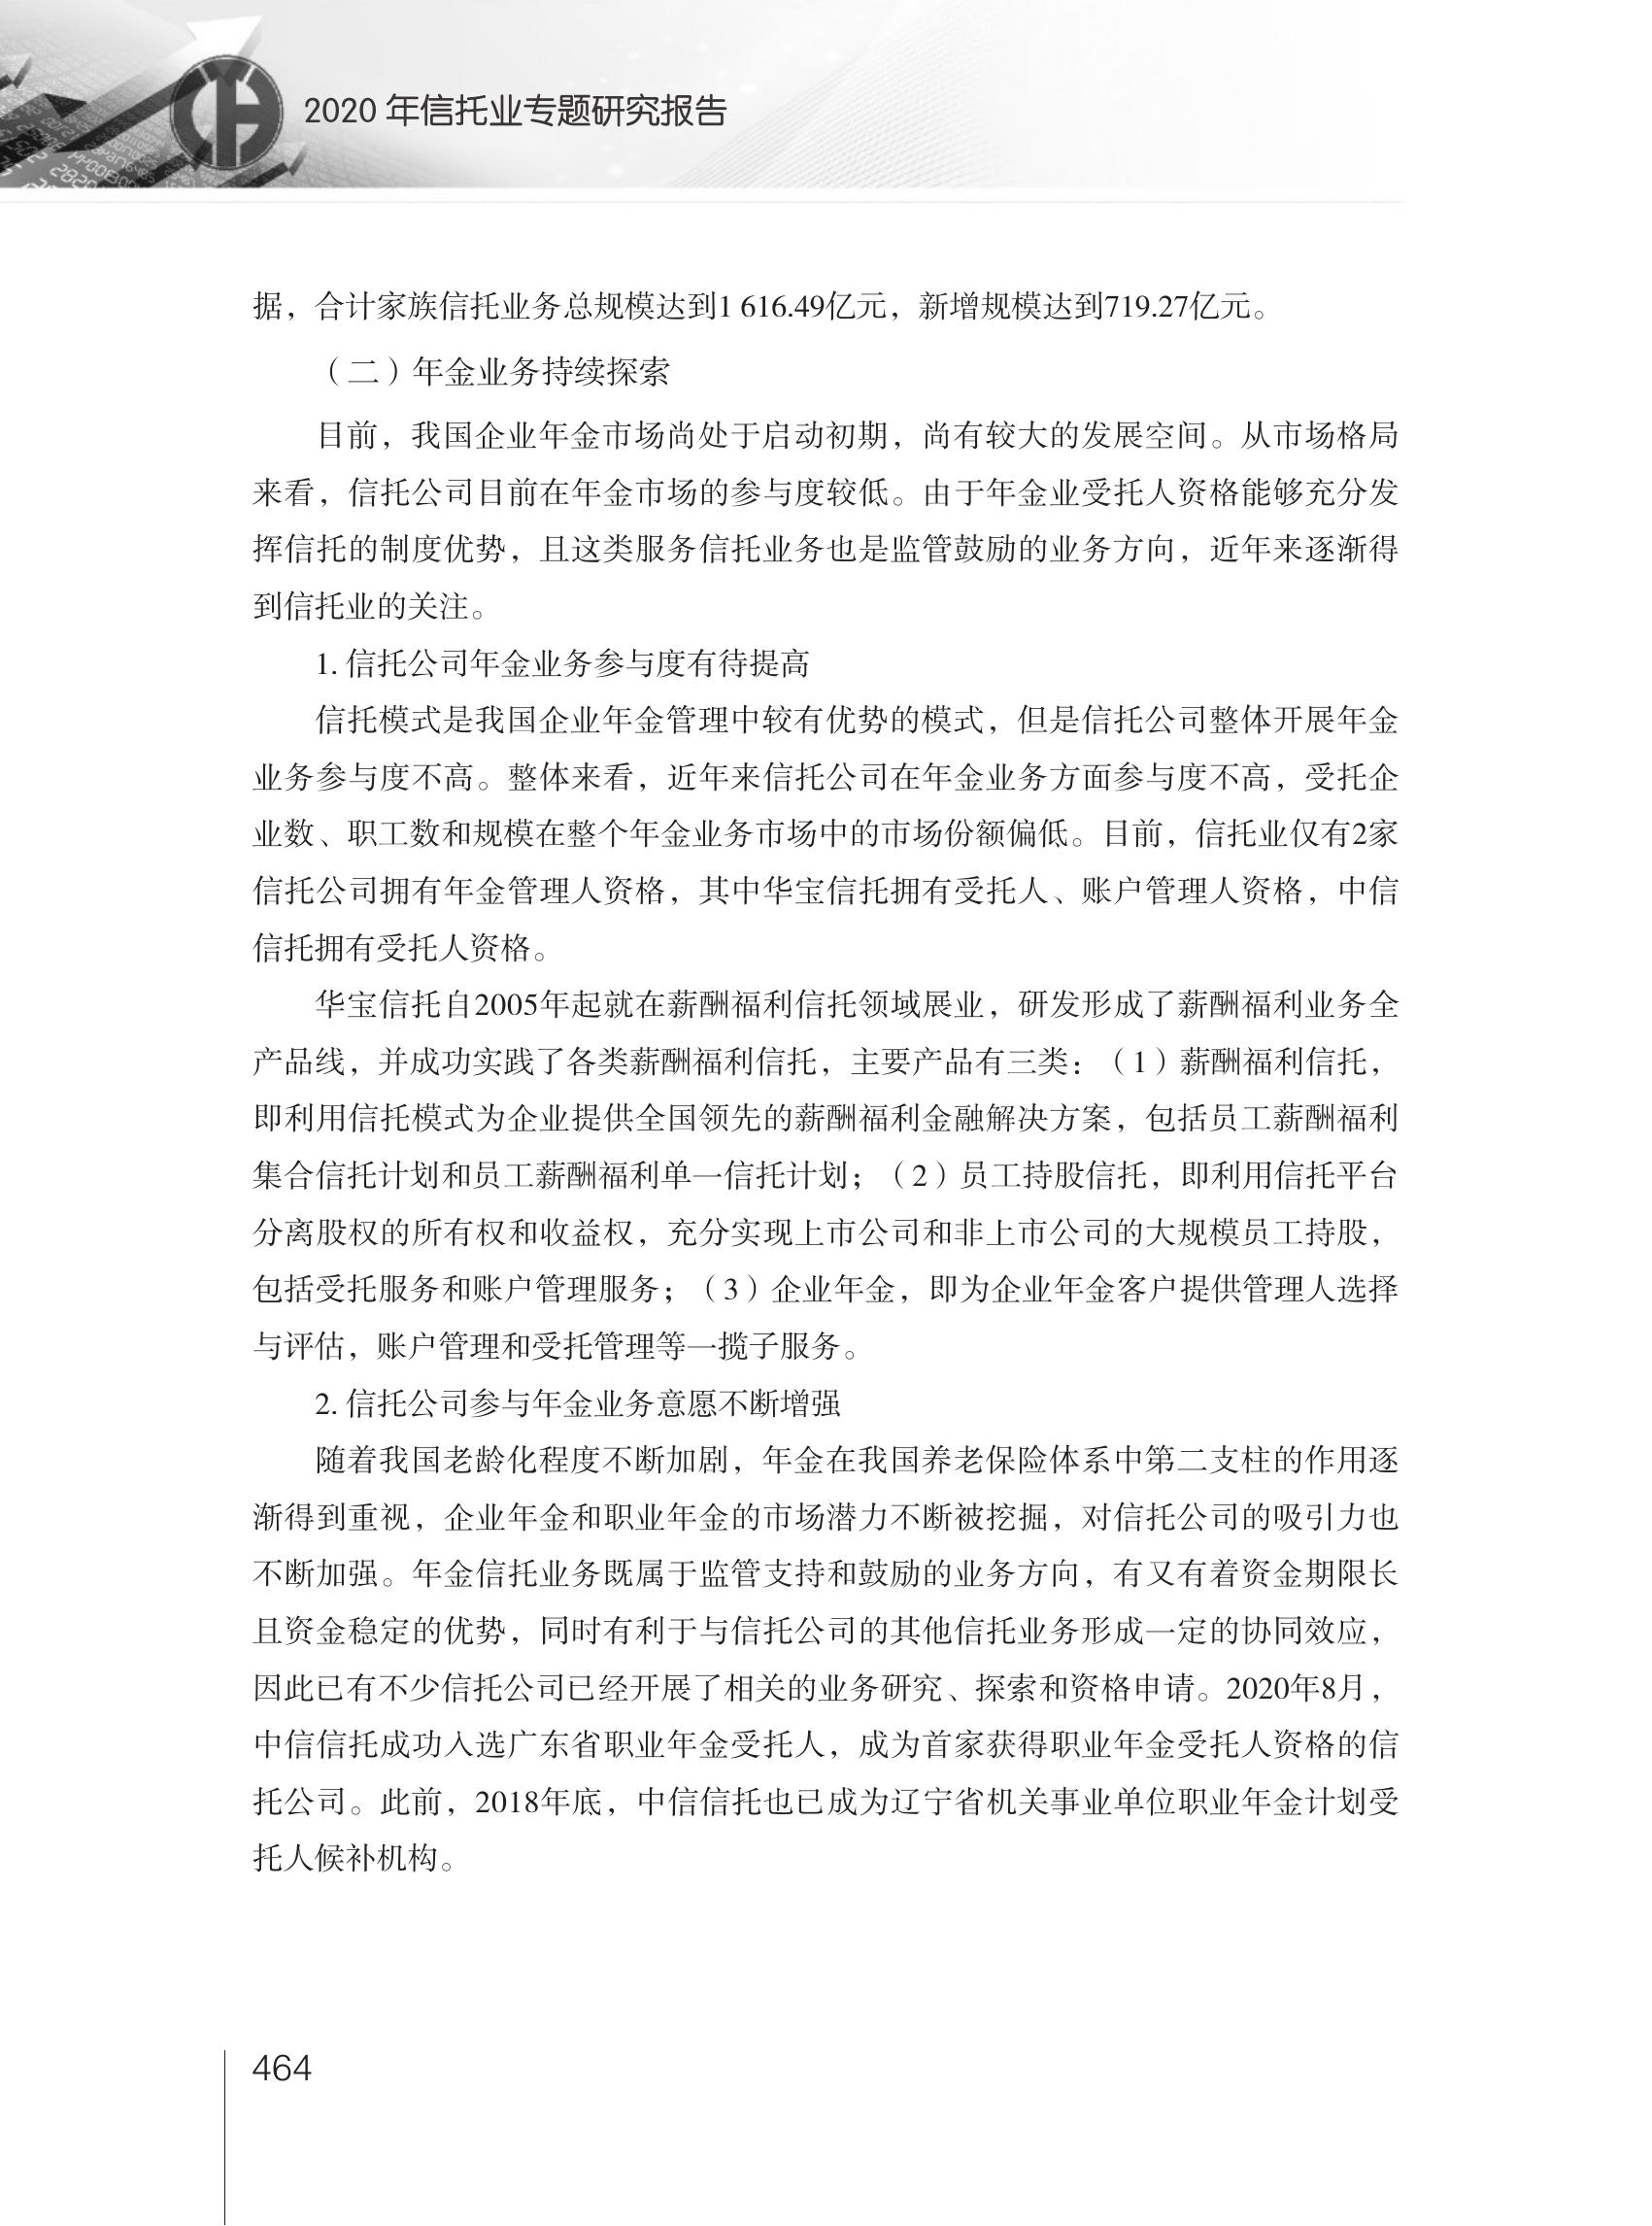 2020 年信托业专题研究报告
据，合计家族信托业务总规模达到1 616.49亿元，新增规模达到719.27亿元。
（二）年金业务持续探索
目前，我国企业年金市场尚处于启动初期，尚有较大的发展空间。从市场格局
来看，信托公司目前在年金市场的参与度较低。由于年金业受托人资格能够充分发
挥信托的制度优势，且这类服务信托业务也是监管鼓励的业务方向，近年来逐渐得
到信托业的关注。
1. 信托公司年金业务参与度有待提高
信托模式是我国企业年金管理中较有优势的模式，但是信托公司整体开展年金
业务参与度不高。整体来看，近年来信托公司在年金业务方面参与度不高，受托企
业数、职工数和规模在整个年金业务市场中的市场份额偏低。目前，信托业仅有2家
信托公司拥有年金管理人资格，其中华宝信托拥有受托人、账户管理人资格，中信
信托拥有受托人资格。
华宝信托自2005年起就在薪酬福利信托领域展业，研发形成了薪酬福利业务全
产品线，并成功实践了各类薪酬福利信托，主要产品有三类：（1）薪酬福利信托，
即利用信托模式为企业提供全国领先的薪酬福利金融解决方案，包括员工薪酬福利
集合信托计划和员工薪酬福利单一信托计划；（2）员工持股信托，即利用信托平台
分离股权的所有权和收益权，充分实现上市公司和非上市公司的大规模员工持股，
包括受托服务和账户管理服务；（3）企业年金，即为企业年金客户提供管理人选择
与评估，账户管理和受托管理等一揽子服务。
2. 信托公司参与年金业务意愿不断增强
随着我国老龄化程度不断加剧，年金在我国养老保险体系中第二支柱的作用逐
渐得到重视，企业年金和职业年金的市场潜力不断被挖掘，对信托公司的吸引力也
不断加强。年金信托业务既属于监管支持和鼓励的业务方向，有又有着资金期限长
且资金稳定的优势，同时有利于与信托公司的其他信托业务形成一定的协同效应，
因此已有不少信托公司已经开展了相关的业务研究、探索和资格申请。2020年8月，
中信信托成功入选广东省职业年金受托人，成为首家获得职业年金受托人资格的信
托公司。此前，2018年底，中信信托也已成为辽宁省机关事业单位职业年金计划受
托人候补机构。
464